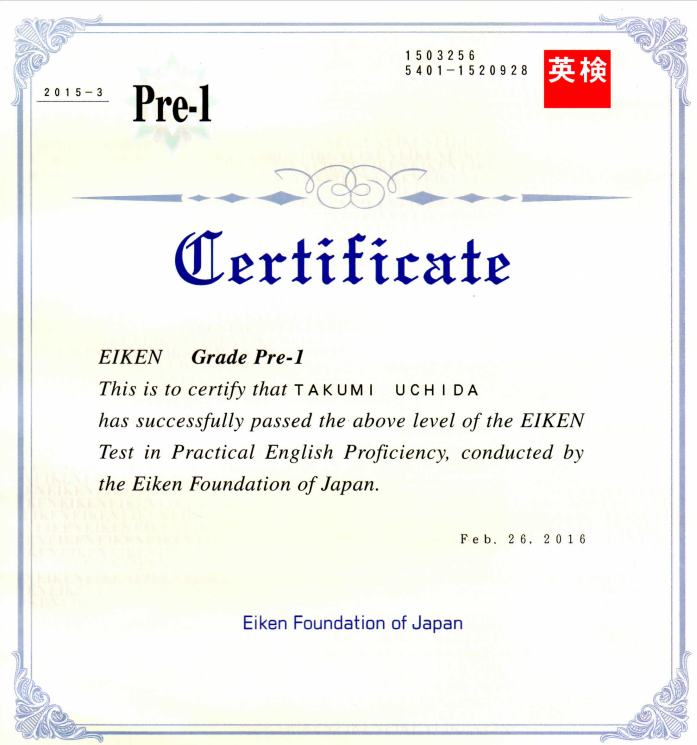 1503256
5401-1520928
英検
2015-3
Pre-1
Certificate
EIKEN Grade Pre-1
This is to certify that TAKUMI UCHIDA
has successfully passed the above level of the EIKEN
Test in Practical English Proficiency, conducted by
the Eiken Foundation of Japan.
Feb. 26, 2016
Eiken Foundation of Japan